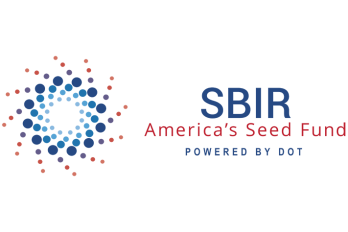 SBIR
America's Seed Fund
POWERED BY DOT